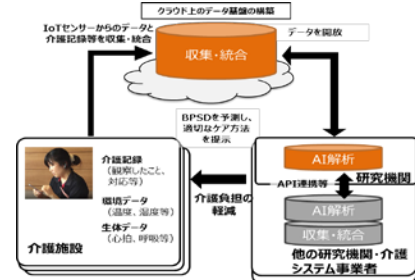 クラウド上のデータ基盤の構築
IoTセンサーからのデータと
介護記録等を収集・統合
収集・統合
データを開放
BPSDを予測し、
適切なケア方法
を提示
介護記録
（観察したこと、
対応等）
環境データ
（温度、湿度等）
生体データ
（心拍、呼吸等）
介護施設
介護負担の
軽減
AI解析
API連携等
研究機関
AI解析
収集・統合
他の研究機関・介護
システム事業者